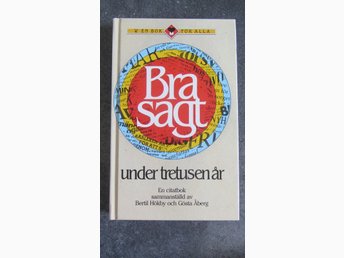 EN BOK FÖR ALLA
Bra
sagt
under tretusen år
En citatbok
sammanställd av
Bertil Hökby och Gösta Åberg